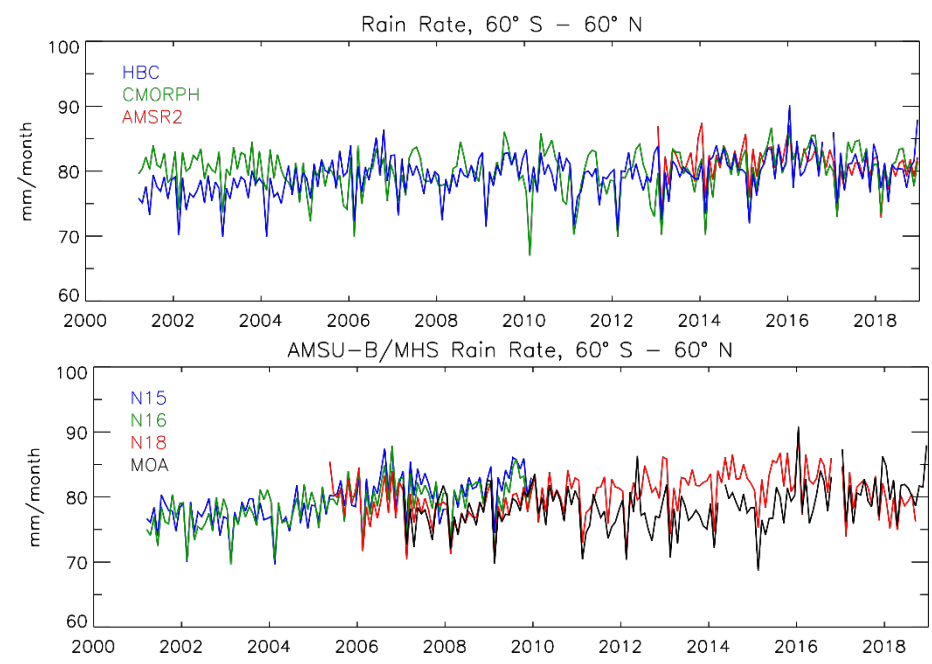 Rain Rate, 60° S – 60° N
100
90
80
70
60
mm/month
HBC
CMORPH
AMSR2
2000 2002 2004 2006 2008 2010 2012 2014 2016 2018
AMSU–B/MHS Rain Rate, 60° S – 60° N
100
90
80
70
60
mm/month
N15
N16
N18
MOA
2000 2002 2004 2006 2008 2010 2012 2014 2016 2018